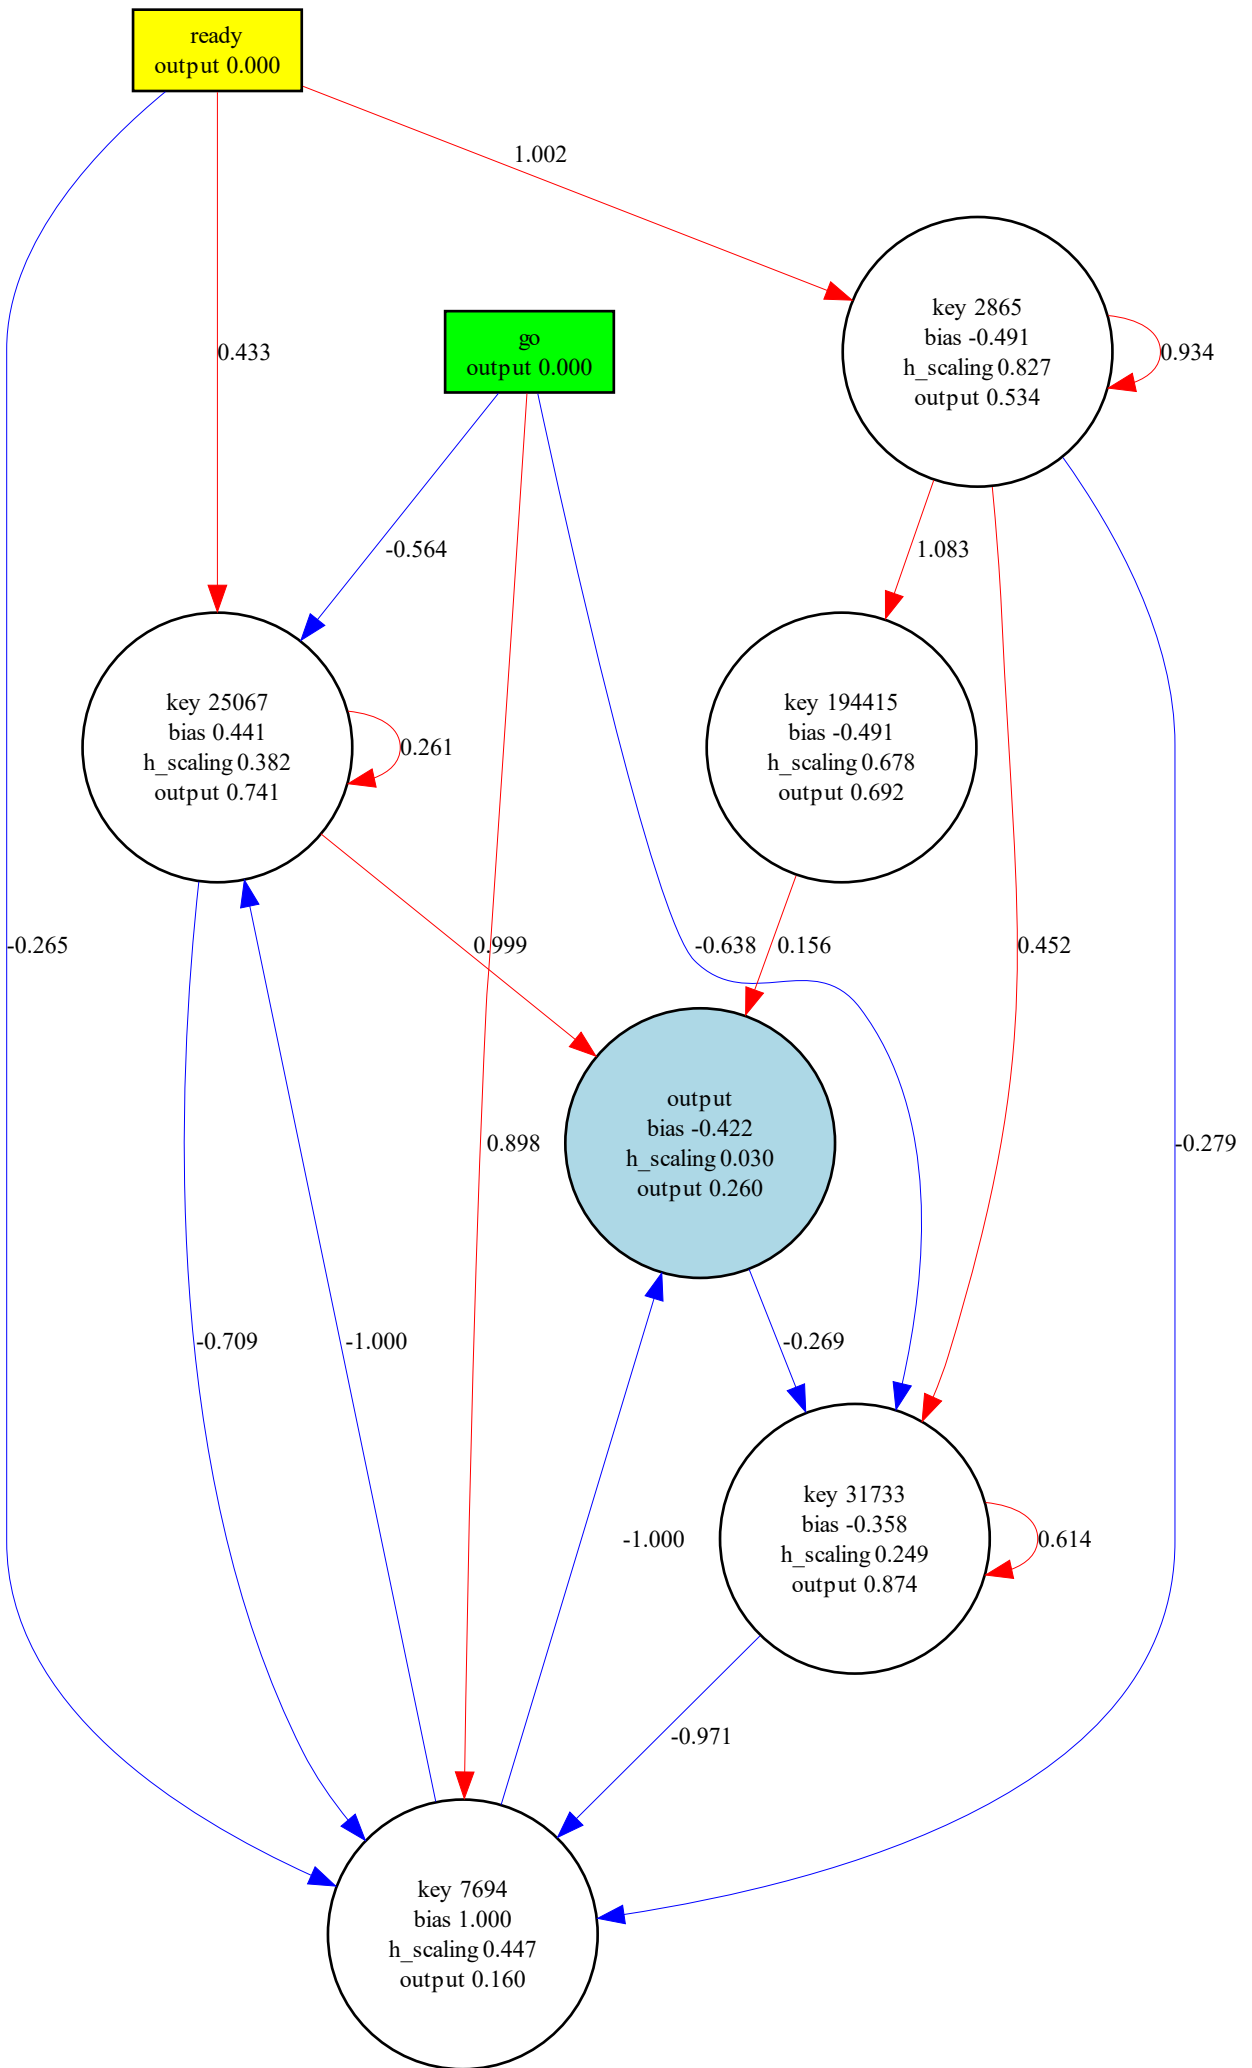 ready
output 0.000
1.002
key 2865
bias -0.491
h_scaling 0.827
output 0.534
0.934
go
output 0.000
0.433
-0.564
1.083
key 25067
bias 0.441
h_scaling 0.382
output 0.741
0.261
key 194415
bias -0.491
h_scaling 0.678
output 0.692
-0.265
0.999
-0.638
0.156
0.452
output
bias -0.422
h_scaling 0.030
output 0.260
0.898
-0.279
-0.709
-1.000
-0.269
-1.000
key 31733
bias -0.358
h_scaling 0.249
output 0.874
0.614
-0.971
key 7694
bias 1.000
h_scaling 0.447
output 0.160